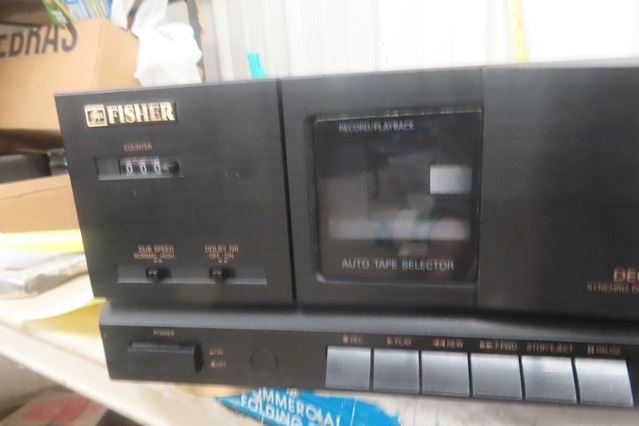 FISHER
COUNTER
000
RECORD/PLAYBACK
DUB SPEED
NORMAL HIGH
DOLBY NR
OFF ON
AUTO TAPE SELECTOR
SYNCHRO
POWER
ON
OFF
REC
PLAY
REW
F.FWD
STOP/EJECT
PAUSE
COMMERCIAL
FOLDING